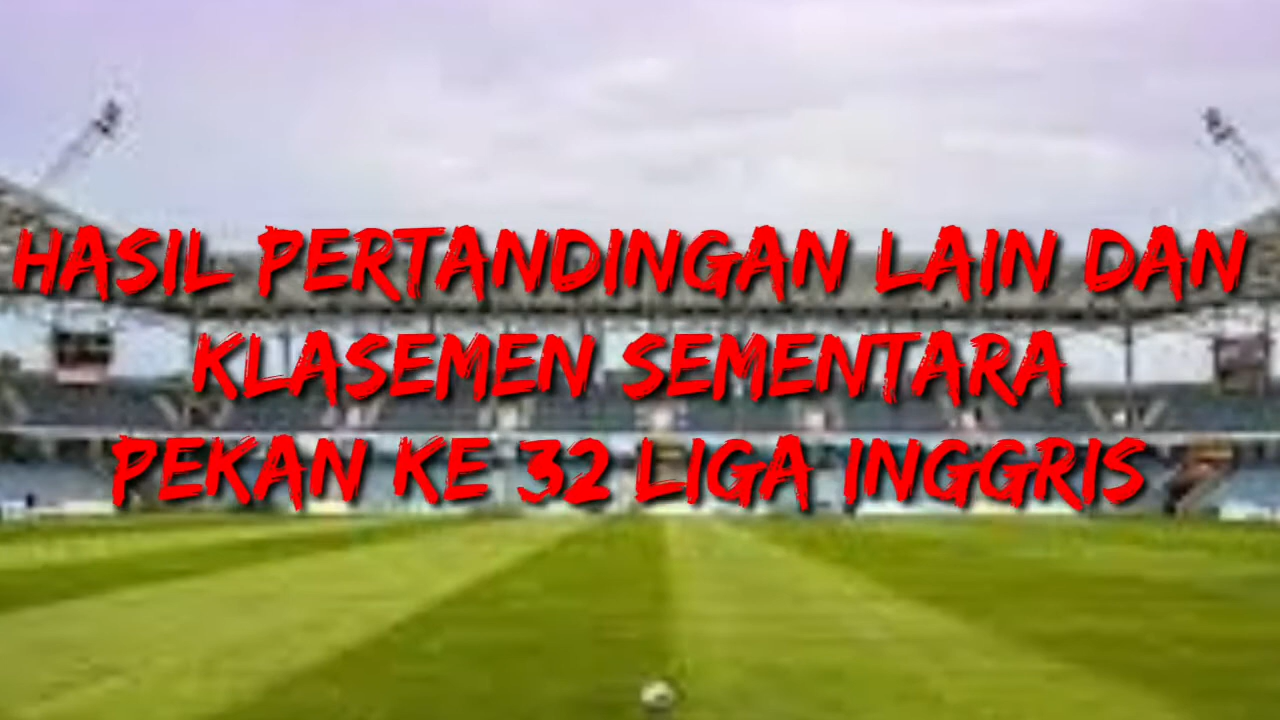 HASIL PERTANDINGAN LAIN DAN
KLASEMEN SEMENTARA
PEKAN KE 32 LIGA INGGRIS